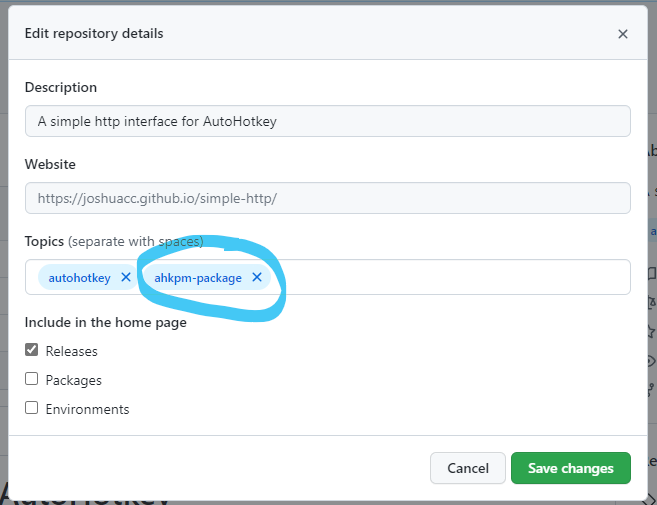 Edit repository details
Description
A simple http interface for AutoHotkey
Website
https://joshuacc.github.io/simple-http/
Topics (separate with spaces)
autohotkey
ahkpm-package
Include in the home page
Releases
Packages
Environments
Cancel
Save changes
AutoHotkey